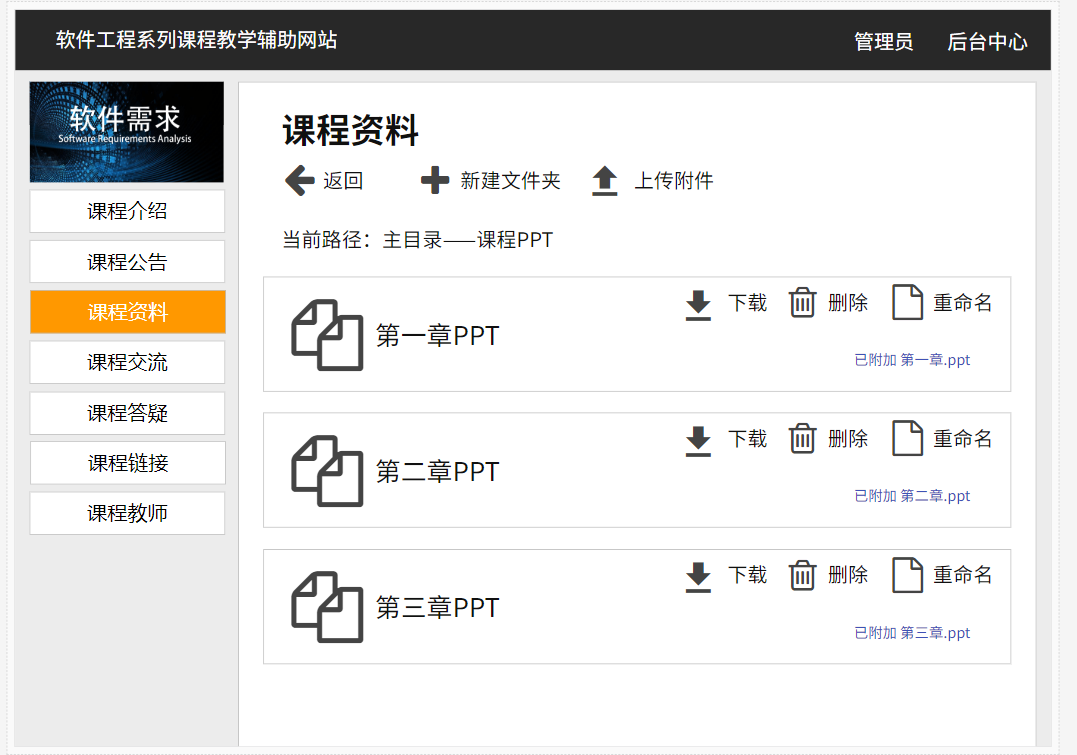 软件工程系列课程教学辅助网站 管理员 后台中心
软件需求
Software Requirements Analysis
课程介绍
课程公告
课程资料
课程交流
课程答疑
课程链接
课程教师
课程资料
返回 新建文件夹 上传附件
当前路径：主目录——课程PPT
第一章PPT
下载 删除 重命名
已附加 第一章.ppt
第二章PPT
下载 删除 重命名
已附加 第二章.ppt
第三章PPT
下载 删除 重命名
已附加 第三章.ppt